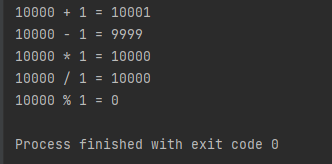 10000 + 1 = 10001
10000 - 1 = 9999
10000 * 1 = 10000
10000 / 1 = 10000
10000 % 1 = 0
Process finished with exit code 0